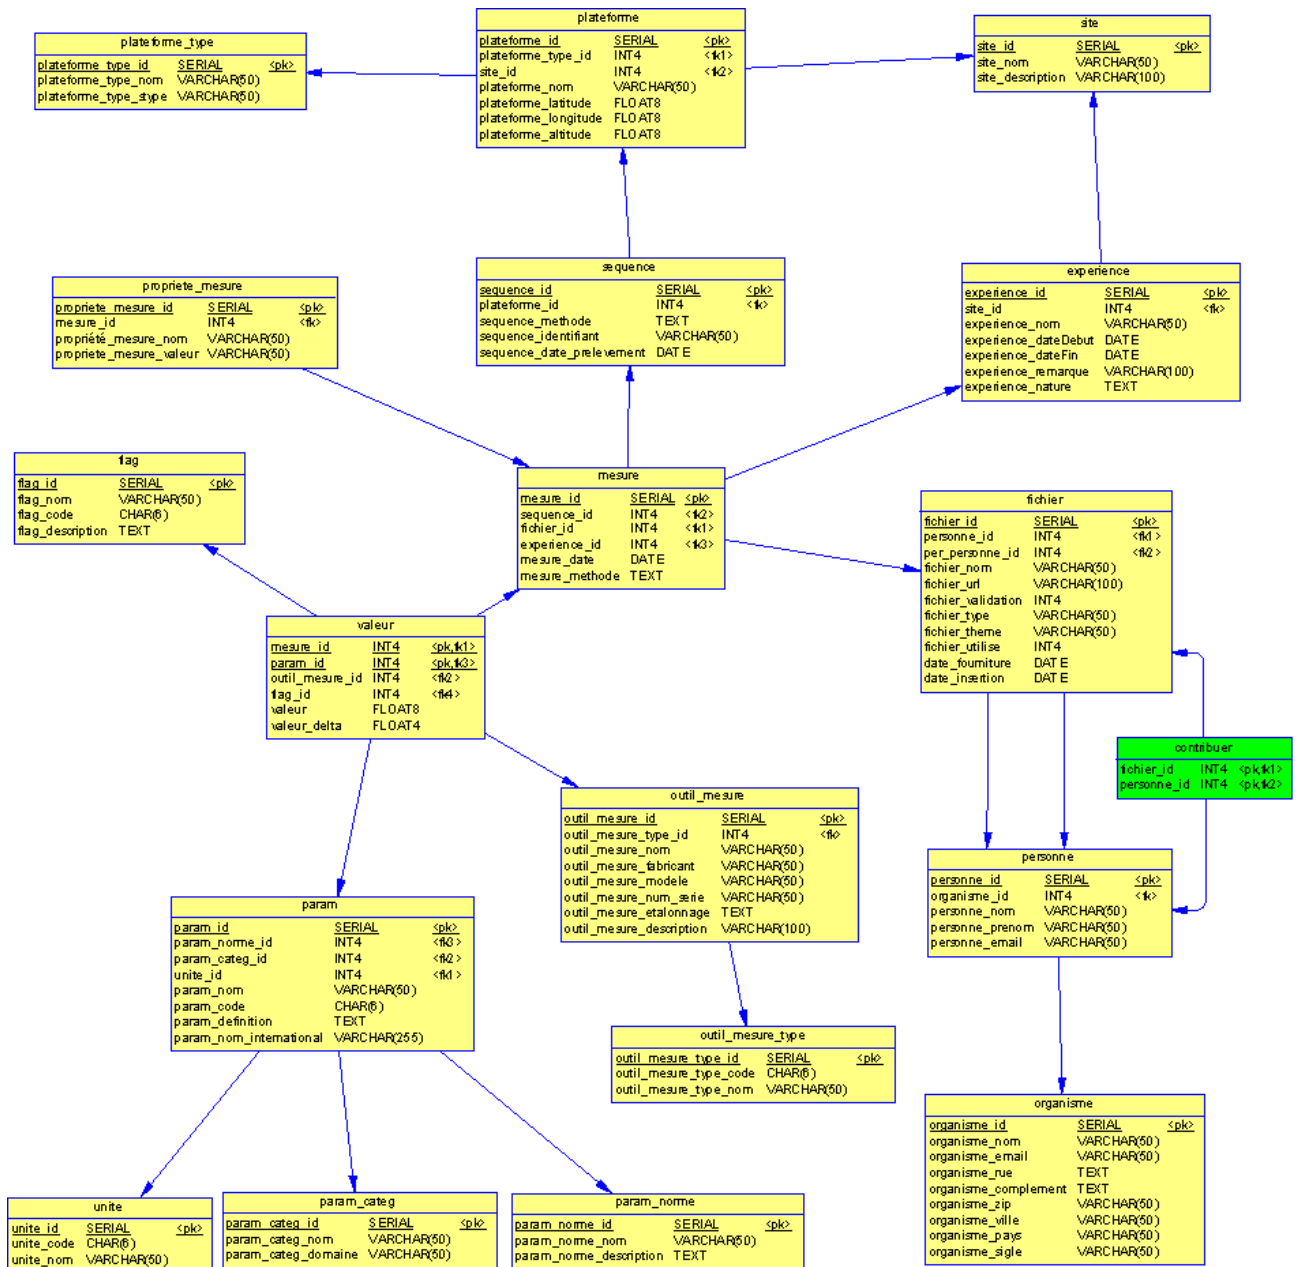 plateforme
plateforme_id SERIAL <pk>
plateforme_type_id INT4 <fk1>
site_id INT4 <fk2>
plateforme_nom VARCHAR(50)
plateforme_latitude FLOAT8
plateforme_longitude FLOAT8
plateforme_altitude FLOAT8
site
site_id SERIAL <pk>
site_nom VARCHAR(50)
site_description VARCHAR(100)
plateforme_type
plateforme_type_id SERIAL <pk>
plateforme_type_nom VARCHAR(50)
plateforme_type_stype VARCHAR(50)
sequence
sequence_id SERIAL <pk>
plateforme_id INT4 <fk>
sequence_methode TEXT
sequence_identifiant VARCHAR(50)
sequence_date_prelevement DATE
experience
experience_id SERIAL <pk>
site_id INT4 <fk>
experience_nom VARCHAR(50)
experience_dateDebut DATE
experience_dateFin DATE
experience_remarque VARCHAR(100)
experience_nature TEXT
propriete_mesure
propriete_mesure_id SERIAL <pk>
mesure_id INT4 <fk>
propriété_mesure_nom VARCHAR(50)
propriete_mesure_valeur VARCHAR(50)
flag
flag_id SERIAL <pk>
flag_nom VARCHAR(50)
flag_code CHAR(6)
flag_description TEXT
mesure
mesure_id SERIAL <pk>
sequence_id INT4 <fk2>
fichier_id INT4 <fk1>
experience_id INT4 <fk3>
mesure_date DATE
mesure_methode TEXT
fichier
fichier_id SERIAL <pk>
personne_id INT4 <fk1>
per_personne_id INT4 <fk2>
fichier_nom VARCHAR(50)
fichier_url VARCHAR(100)
fichier_validation INT4
fichier_type VARCHAR(50)
fichier_theme VARCHAR(50)
fichier_utilise INT4
date_fourniture DATE
date_insertion DATE
valeur
mesure_id INT4 <pk,fk1>
param_id INT4 <pk,fk3>
outil_mesure_id INT4 <fk2>
flag_id INT4 <fk4>
valeur FLOAT8
valeur_delta FLOAT4
contribuer
fichier_id INT4 <pk,fk1>
personne_id INT4 <pk,fk2>
outil_mesure
outil_mesure_id SERIAL <pk>
outil_mesure_type_id INT4 <fk>
outil_mesure_nom VARCHAR(50)
outil_mesure_fabricant VARCHAR(50)
outil_mesure_modele VARCHAR(50)
outil_mesure_num_serie VARCHAR(50)
outil_mesure_etalonnage TEXT
outil_mesure_description VARCHAR(100)
personne
personne_id SERIAL <pk>
organisme_id INT4 <fk>
personne_nom VARCHAR(50)
personne_prenom VARCHAR(50)
personne_email VARCHAR(50)
param
param_id SERIAL <pk>
param_norme_id INT4 <fk3>
param_categ_id INT4 <fk2>
unite_id INT4 <fk1>
param_nom VARCHAR(50)
param_code CHAR(6)
param_definition TEXT
param_nom_international VARCHAR(255)
outil_mesure_type
outil_mesure_type_id SERIAL <pk>
outil_mesure_type_code CHAR(6)
outil_mesure_type_nom VARCHAR(50)
organisme
organisme_id SERIAL <pk>
organisme_nom VARCHAR(50)
organisme_email VARCHAR(50)
organisme_rue TEXT
organisme_complement TEXT
organisme_zip VARCHAR(50)
organisme_ville VARCHAR(50)
organisme_pays VARCHAR(50)
organisme_sigle VARCHAR(50)
unite
unite_id SERIAL <pk>
unite_code CHAR(6)
unite_nom VARCHAR(50)
param_categ
param_categ_id SERIAL <pk>
param_categ_nom VARCHAR(50)
param_categ_domaine VARCHAR(50)
param_norme
param_norme_id SERIAL <pk>
param_norme_nom VARCHAR(50)
param_norme_description TEXT